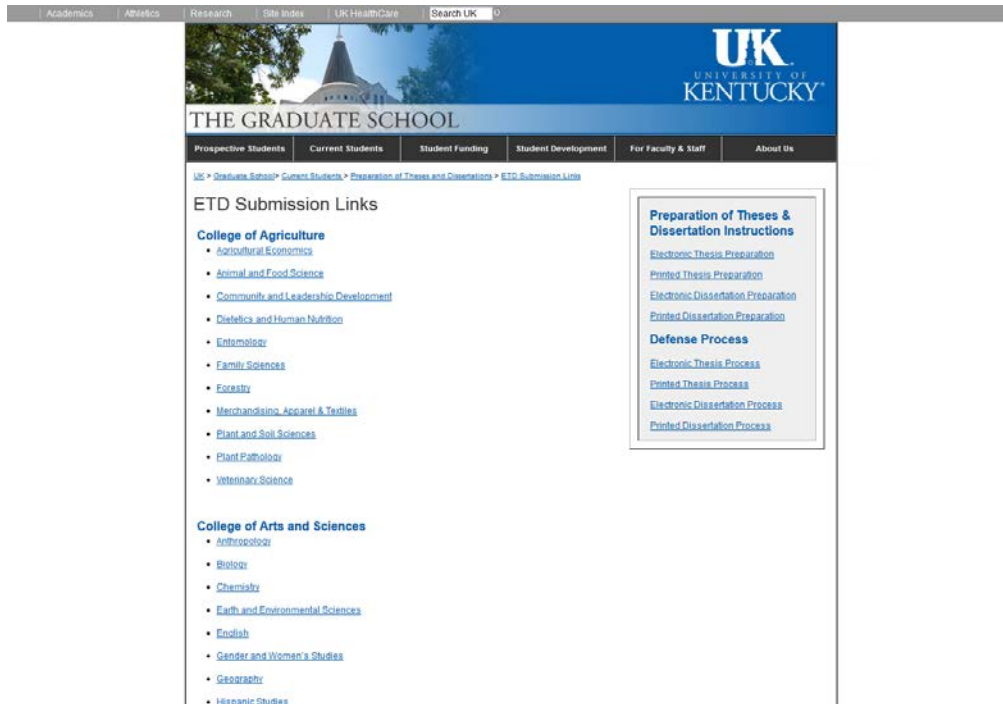 Academics Athletics Research Site Index UK HealthCare Search UK
UK
UNIVERSITY OF
KENTUCKY
THE GRADUATE SCHOOL
Prospective Students Current Students Student Funding Student Development For Faculty & Staff About Us
UK > Graduate School> Current Students > Preparation of Theses and Dissertations > ETD Submission Links
ETD Submission Links
College of Agriculture
Agricultural Economics
Animal and Food Science
Community and Leadership Development
Dietetics and Human Nutrition
Entomology
Family Sciences
Forestry
Merchandising, Apparel & Textiles
Plant and Soil Sciences
Plant Pathology
Veterinary Science
College of Arts and Sciences
Anthropology
Biology
Chemistry
Earth and Environmental Sciences
English
Gender and Women's Studies
Geography
Hispanic Studies
Preparation of Theses &
Dissertation Instructions
Electronic Thesis Preparation
Printed Thesis Preparation
Electronic Dissertation Preparation
Printed Dissertation Preparation
Defense Process
Electronic Thesis Process
Printed Thesis Process
Electronic Dissertation Process
Printed Dissertation Process